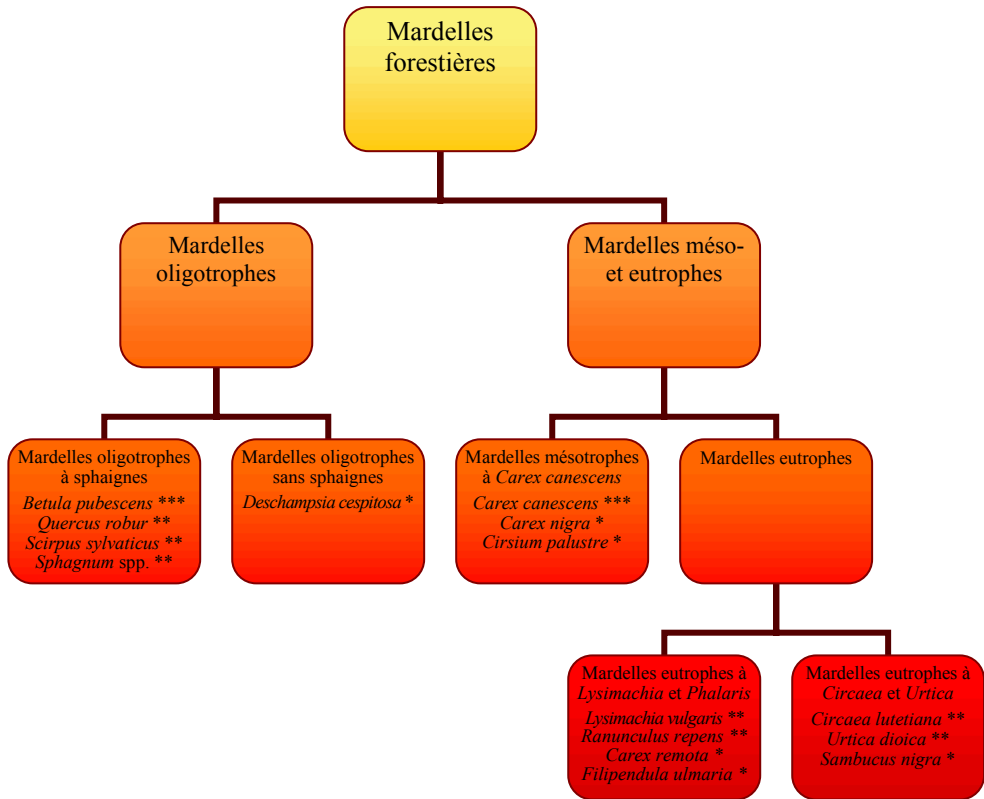 Mardelles
forestières
Mardelles
oligotrophes
Mardelles méso-
et eutrophes
Mardelles oligotrophes
à sphaignes
Betula pubescens ***
Quercus robur **
Scirpus sylvaticus **
Sphagnum spp. **
Mardelles oligotrophes
sans sphaignes
Deschampsia cespitosa *
Mardelles mésotrophes
à Carex canescens
Carex canescens ***
Carex nigra *
Cirsium palustre *
Mardelles eutrophes
Mardelles eutrophes à
Lysimachia et Phalaris
Lysimachia vulgaris **
Ranunculus repens **
Carex remota *
Filipendula ulmaria *
Mardelles eutrophes à
Circaea et Urtica
Circaea lutetiana **
Urtica dioica **
Sambucus nigra *